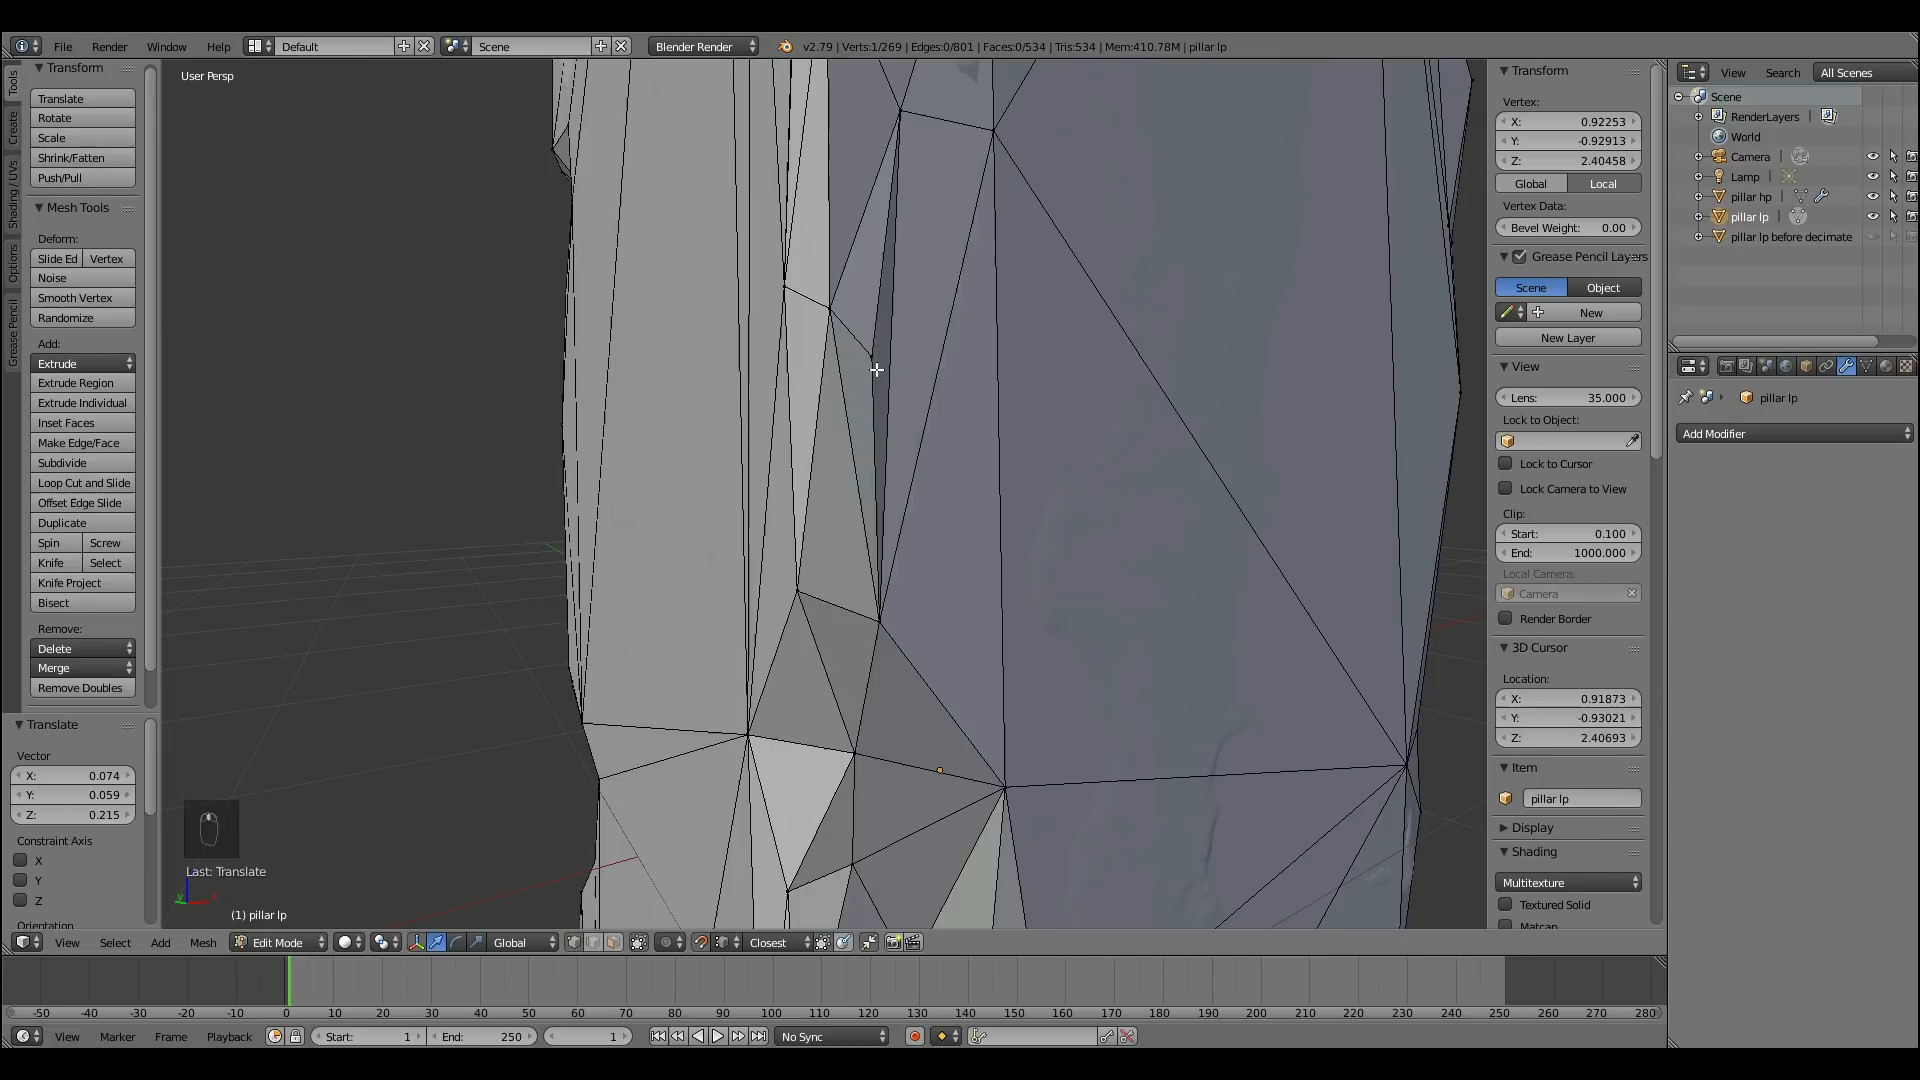 File Render Window Help Default Scene Blender Render v2.79 | Verts:1/269 | Edges:0/801 | Faces:0/534 | Tris:534 | Mem:410.78M | pillar lp
Tools
Create
Shading / UVs
Options
Grease Pencil
Transform
Translate
Rotate
Scale
Shrink/Fatten
Push/Pull
Mesh Tools
Deform:
Slide Ed Vertex
Noise
Smooth Vertex
Randomize
Add:
Extrude
Extrude Region
Extrude Individual
Inset Faces
Make Edge/Face
Subdivide
Loop Cut and Slide
Offset Edge Slide
Duplicate
Spin Screw
Knife Select
Knife Project
Bisect
Remove:
Delete
Merge
Remove Doubles
Translate
Vector
X: 0.074
Y: 0.059
Z: 0.215
Constraint Axis
X
Y
Z
Orientation
User Persp
Last: Translate
(1) pillar lp
View Select Add Mesh Edit Mode Global Closest
Transform
Vertex:
X: 0.92253
Y: -0.92913
Z: 2.40458
Global Local
Vertex Data:
Bevel Weight: 0.00
Grease Pencil Layers
Scene Object
New
New Layer
View
Lens: 35.000
Lock to Object:
Lock to Cursor
Lock Camera to View
Clip:
Start: 0.100
End: 1000.000
Local Camera:
Camera
Render Border
3D Cursor
Location:
X: 0.91873
Y: -0.93021
Z: 2.40693
Item
pillar lp
Display
Shading
Multitexture
Textured Solid
Matcap
View Search All Scenes
Scene
RenderLayers
World
Camera
Lamp
pillar hp
pillar lp
pillar lp before decimate
pillar lp
Add Modifier
-50 -40 -30 -20 -10 0 10 20 30 40 50 60 70 80 90 100 110 120 130 140 150 160 170 180 190 200 210 220 230 240 250 260 270 280
View Marker Frame Playback Start: 1 End: 250 1 No Sync